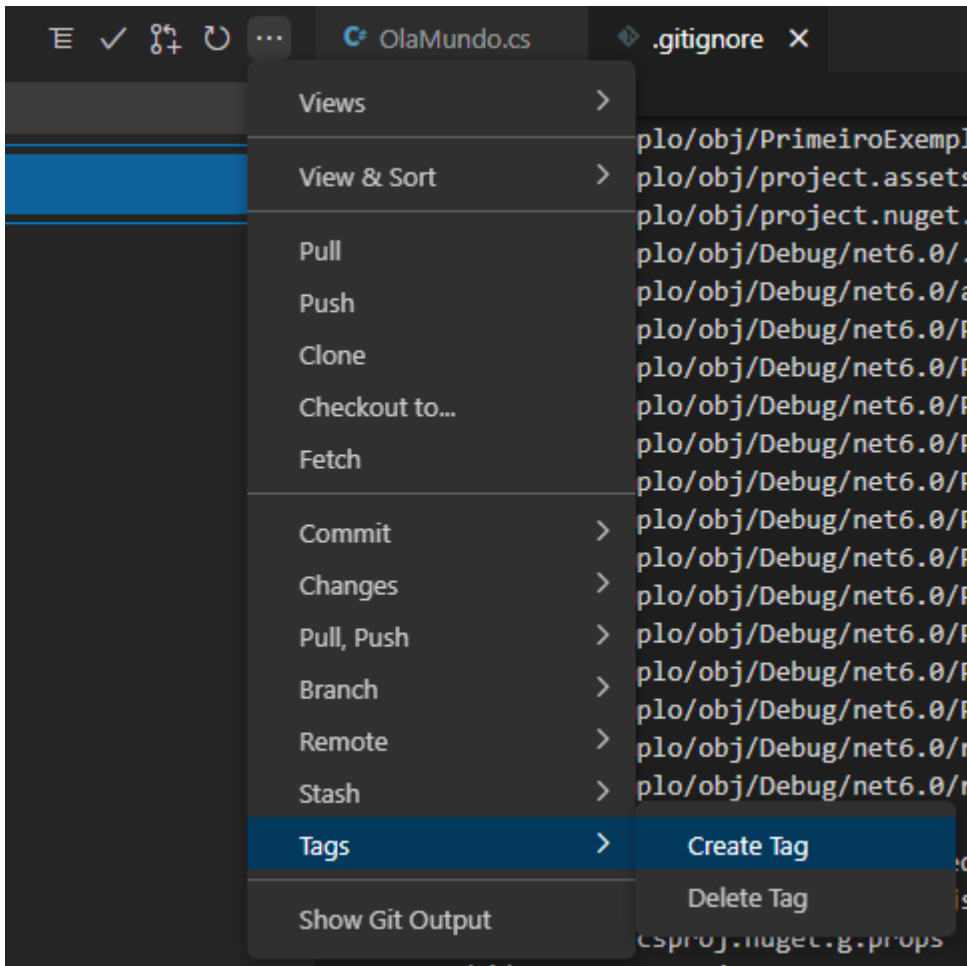 OlaMundo.cs
.gitignore
Views
View & Sort
Pull
Push
Clone
Checkout to...
Fetch
Commit
Changes
Pull, Push
Branch
Remote
Stash
Tags
Show Git Output
Create Tag
Delete Tag
plo/obj/PrimeiroExempl
plo/obj/project.assets
plo/obj/project.nuget.
plo/obj/Debug/net6.0/.
plo/obj/Debug/net6.0/a
plo/obj/Debug/net6.0/P
plo/obj/Debug/net6.0/P
plo/obj/Debug/net6.0/P
plo/obj/Debug/net6.0/P
plo/obj/Debug/net6.0/P
plo/obj/Debug/net6.0/P
plo/obj/Debug/net6.0/P
plo/obj/Debug/net6.0/P
plo/obj/Debug/net6.0/P
plo/obj/Debug/net6.0/P
plo/obj/Debug/net6.0/P
plo/obj/Debug/net6.0/r
plo/obj/Debug/net6.0/r
csproj.nuget.g.props